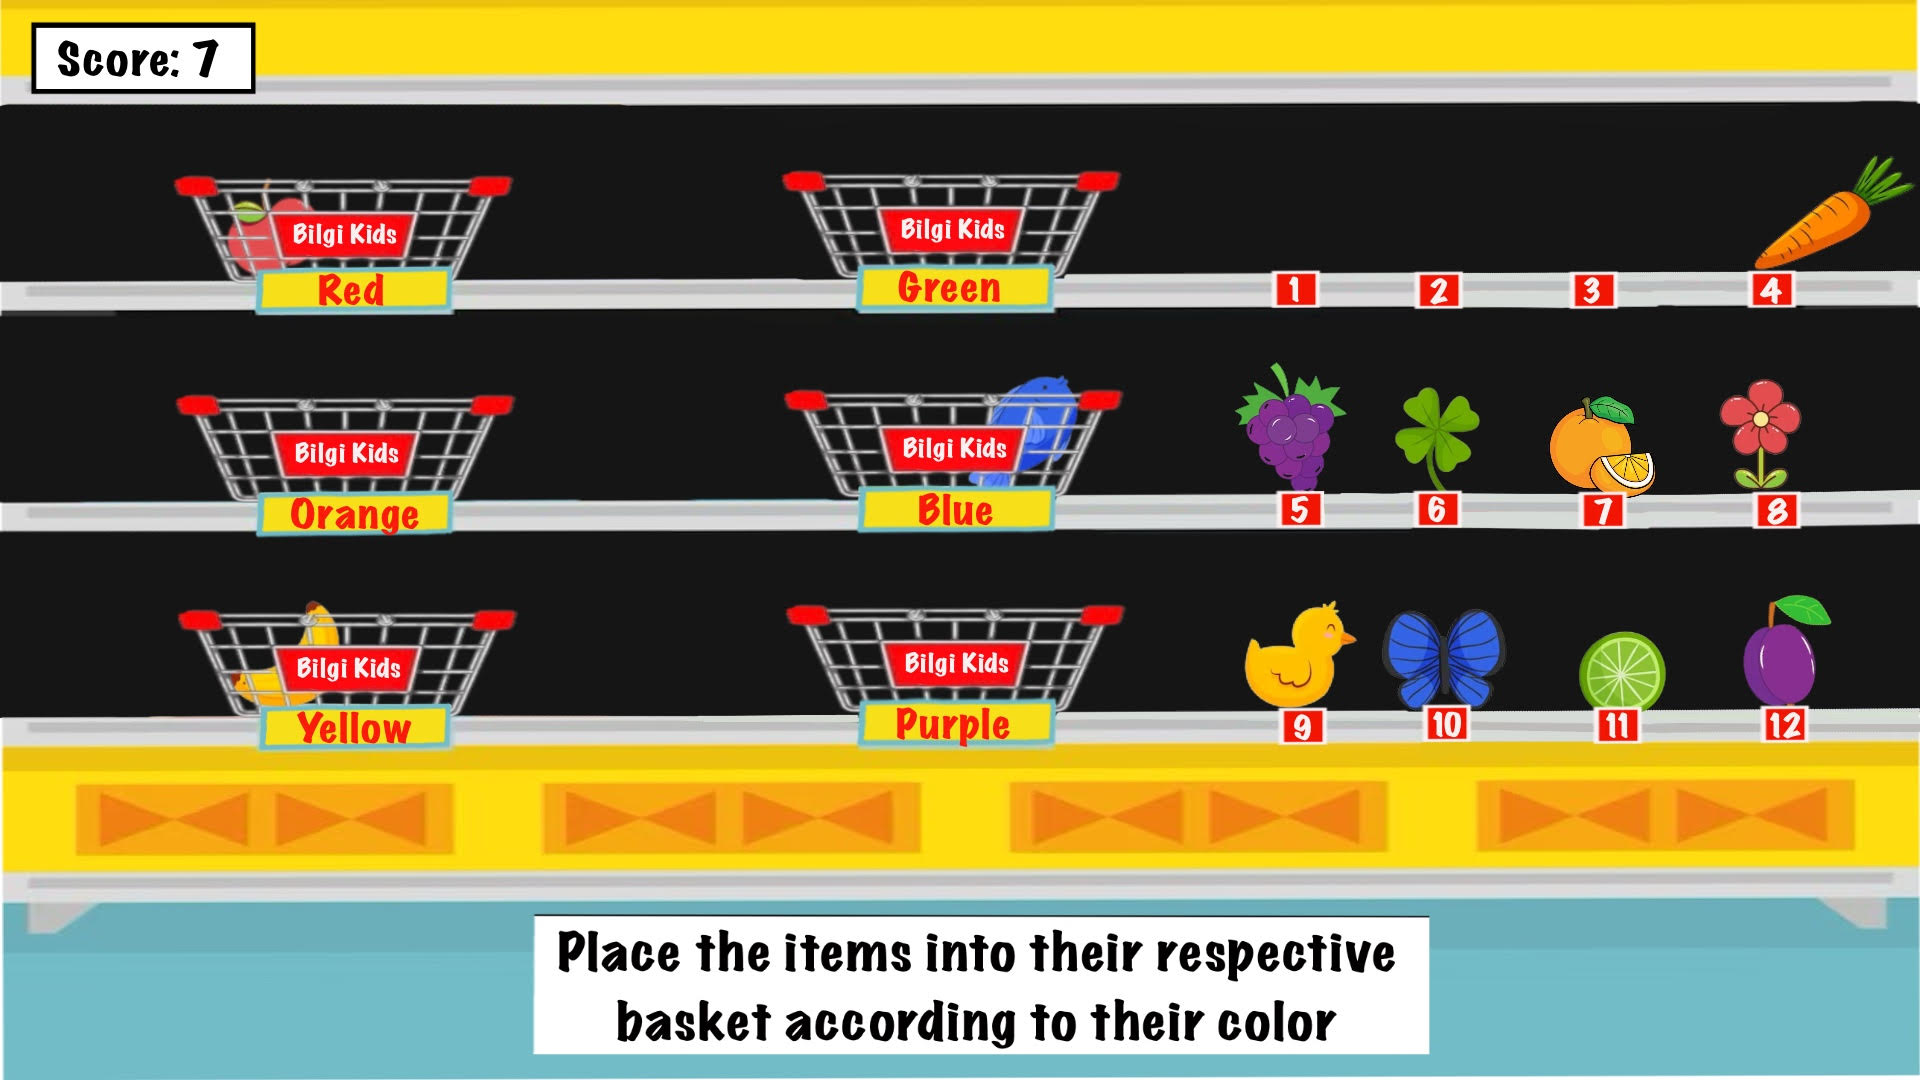 Score: 7
Bilgi Kids
Bilgi Kids
Red
Green
1
2
3
4
Bilgi Kids
Bilgi Kids
Orange
Blue
5
6
7
8
Bilgi Kids
Bilgi Kids
Yellow
Purple
9
10
11
12
Place the items into their respective
basket according to their color